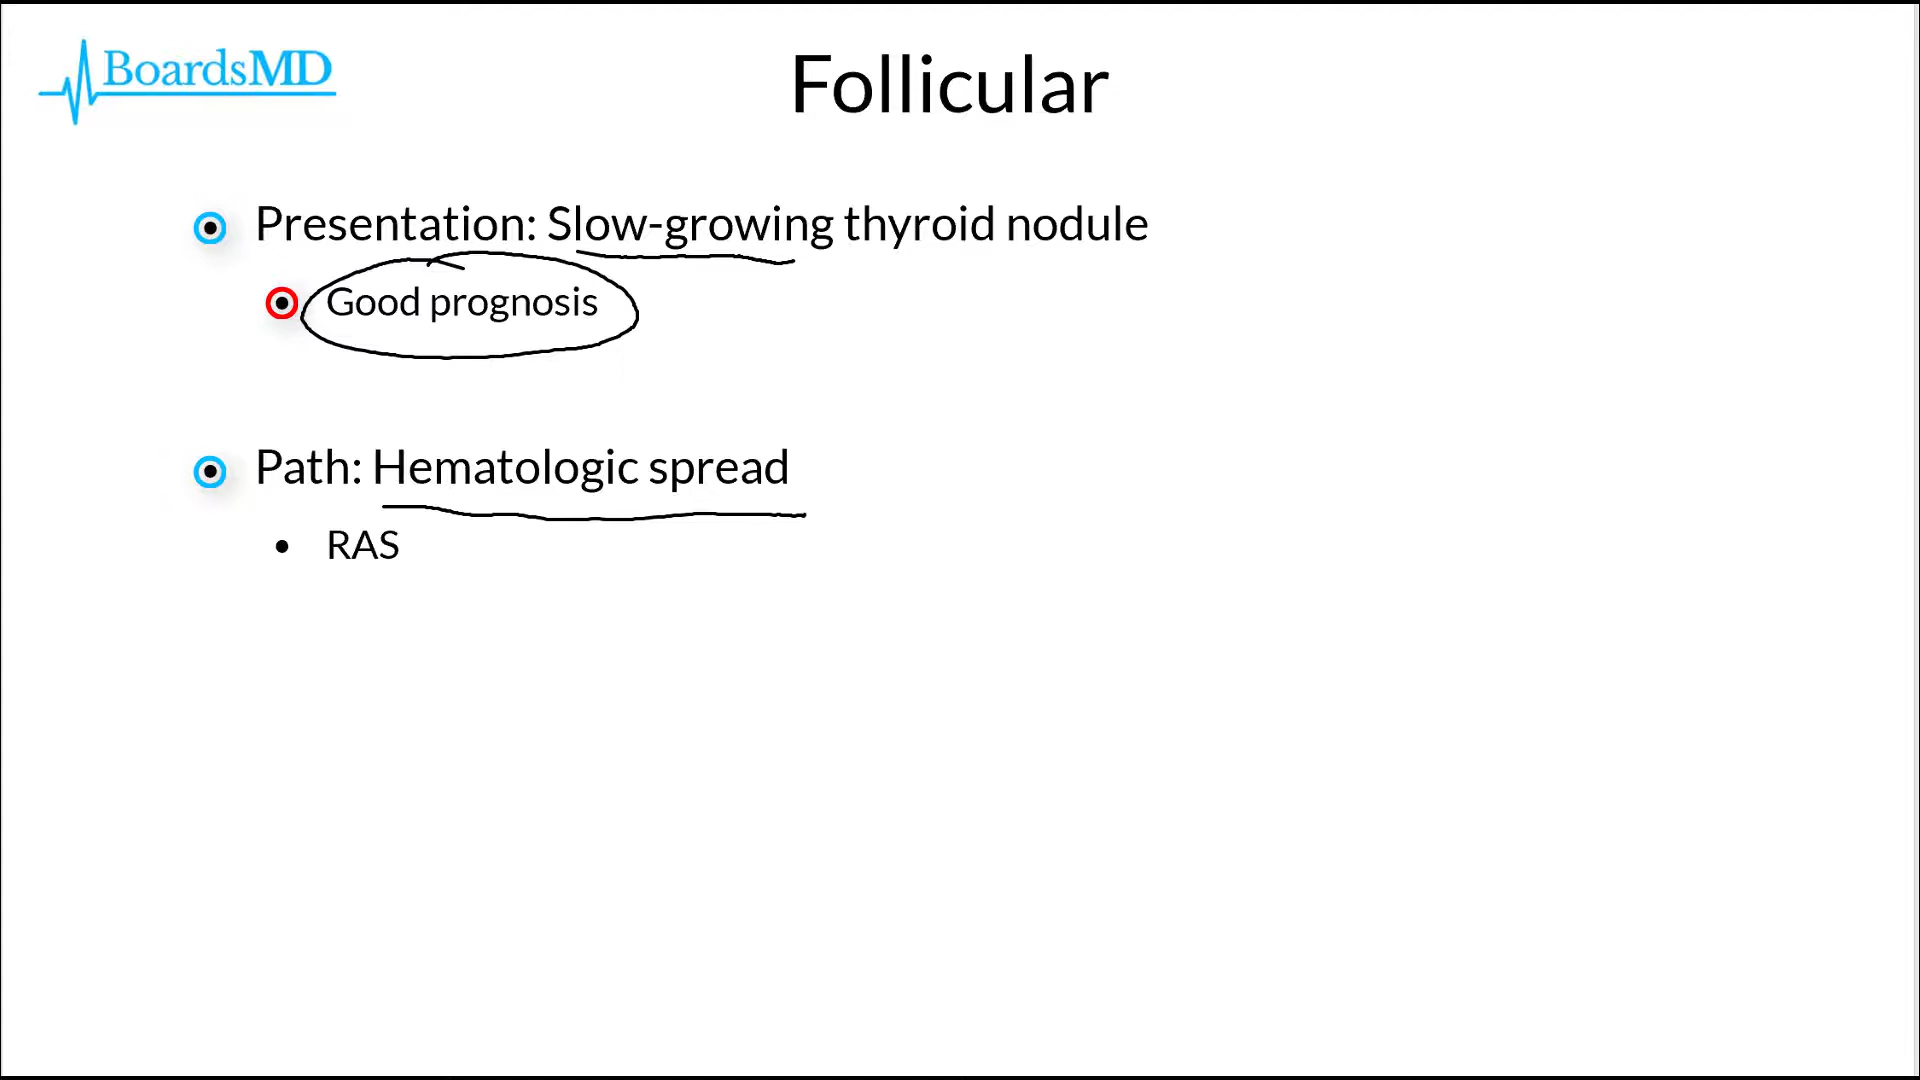 BoardsMD
Follicular
Presentation: Slow-growing thyroid nodule
Good prognosis
Path: Hematologic spread
RAS